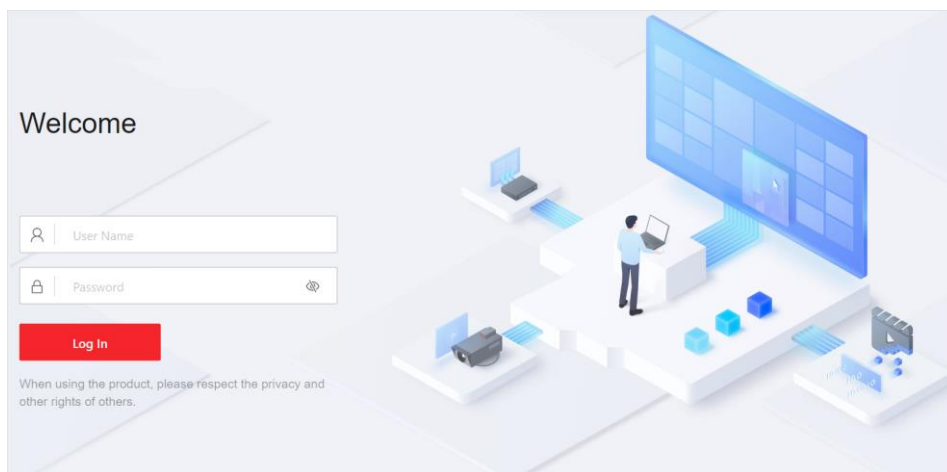 Welcome
User Name
Password
Log In
When using the product, please respect the privacy and
other rights of others.